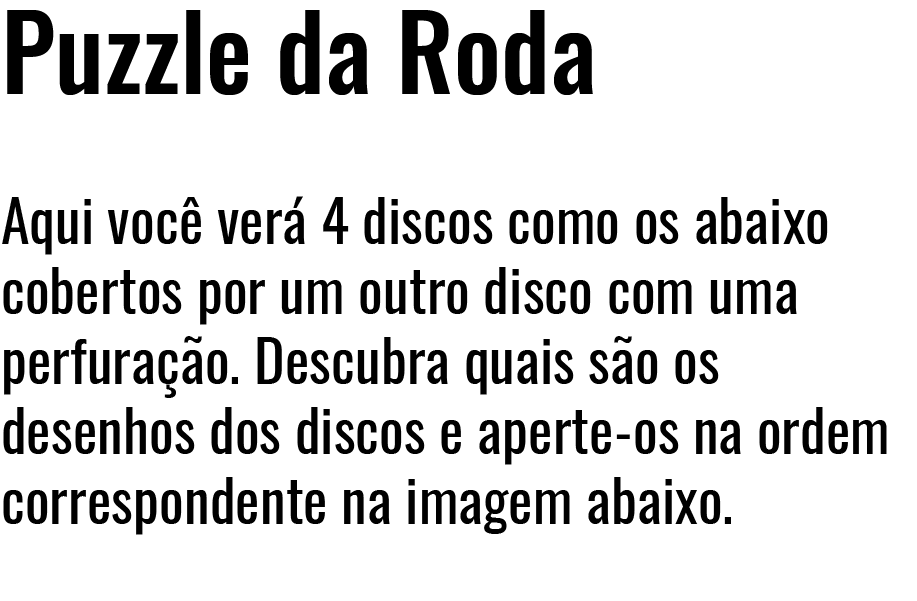 Puzzle da Roda
Aqui você verá 4 discos como os abaixo
cobertos por um outro disco com uma
perfuração. Descubra quais são os
desenhos dos discos e aperte-os na ordem
correspondente na imagem abaixo.